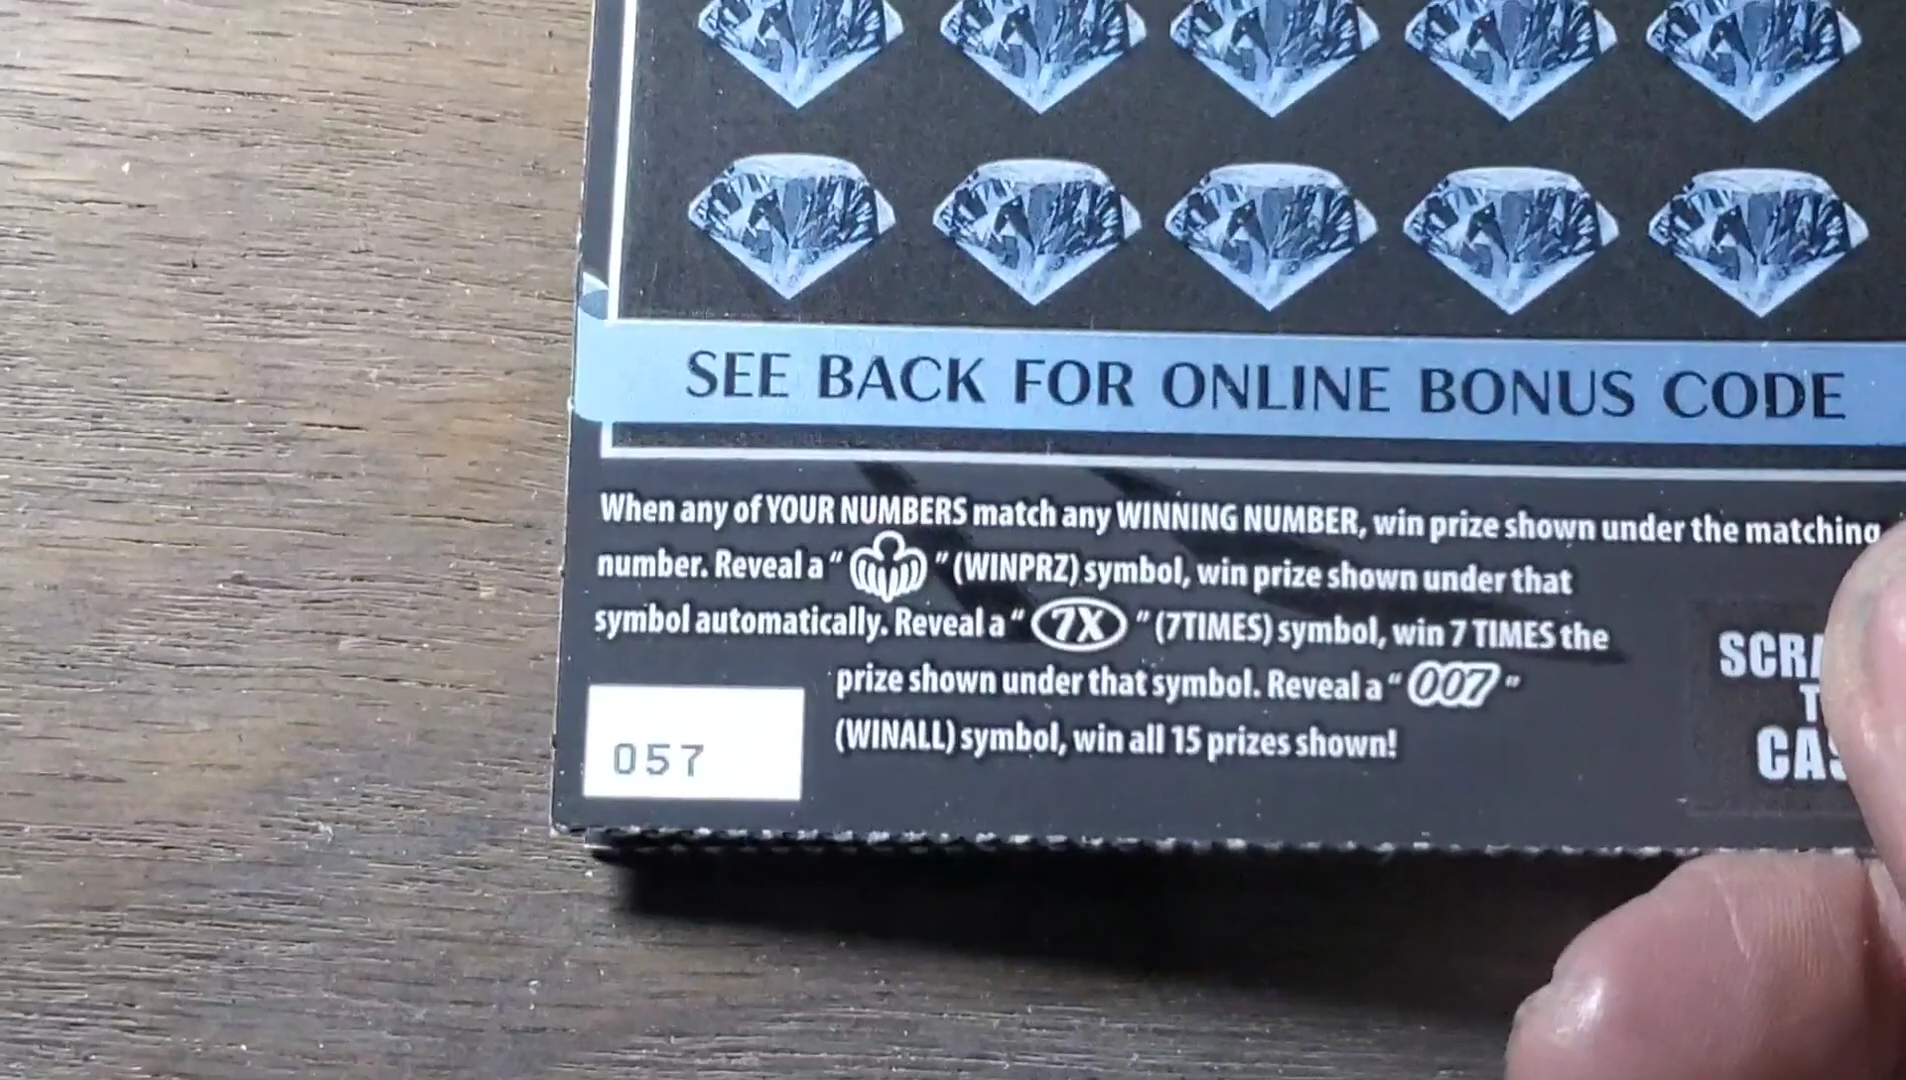 SEE BACK FOR ONLINE BONUS CODE
When any of YOUR NUMBERS match any WINNING NUMBER, win prize shown under the matching
number. Reveal a " " (WINPRZ) symbol, win prize shown under that
symbol automatically. Reveal a " 7X " (7TIMES) symbol, win 7 TIMES the
prize shown under that symbol. Reveal a " 007 "
(WINALL) symbol, win all 15 prizes shown!
057